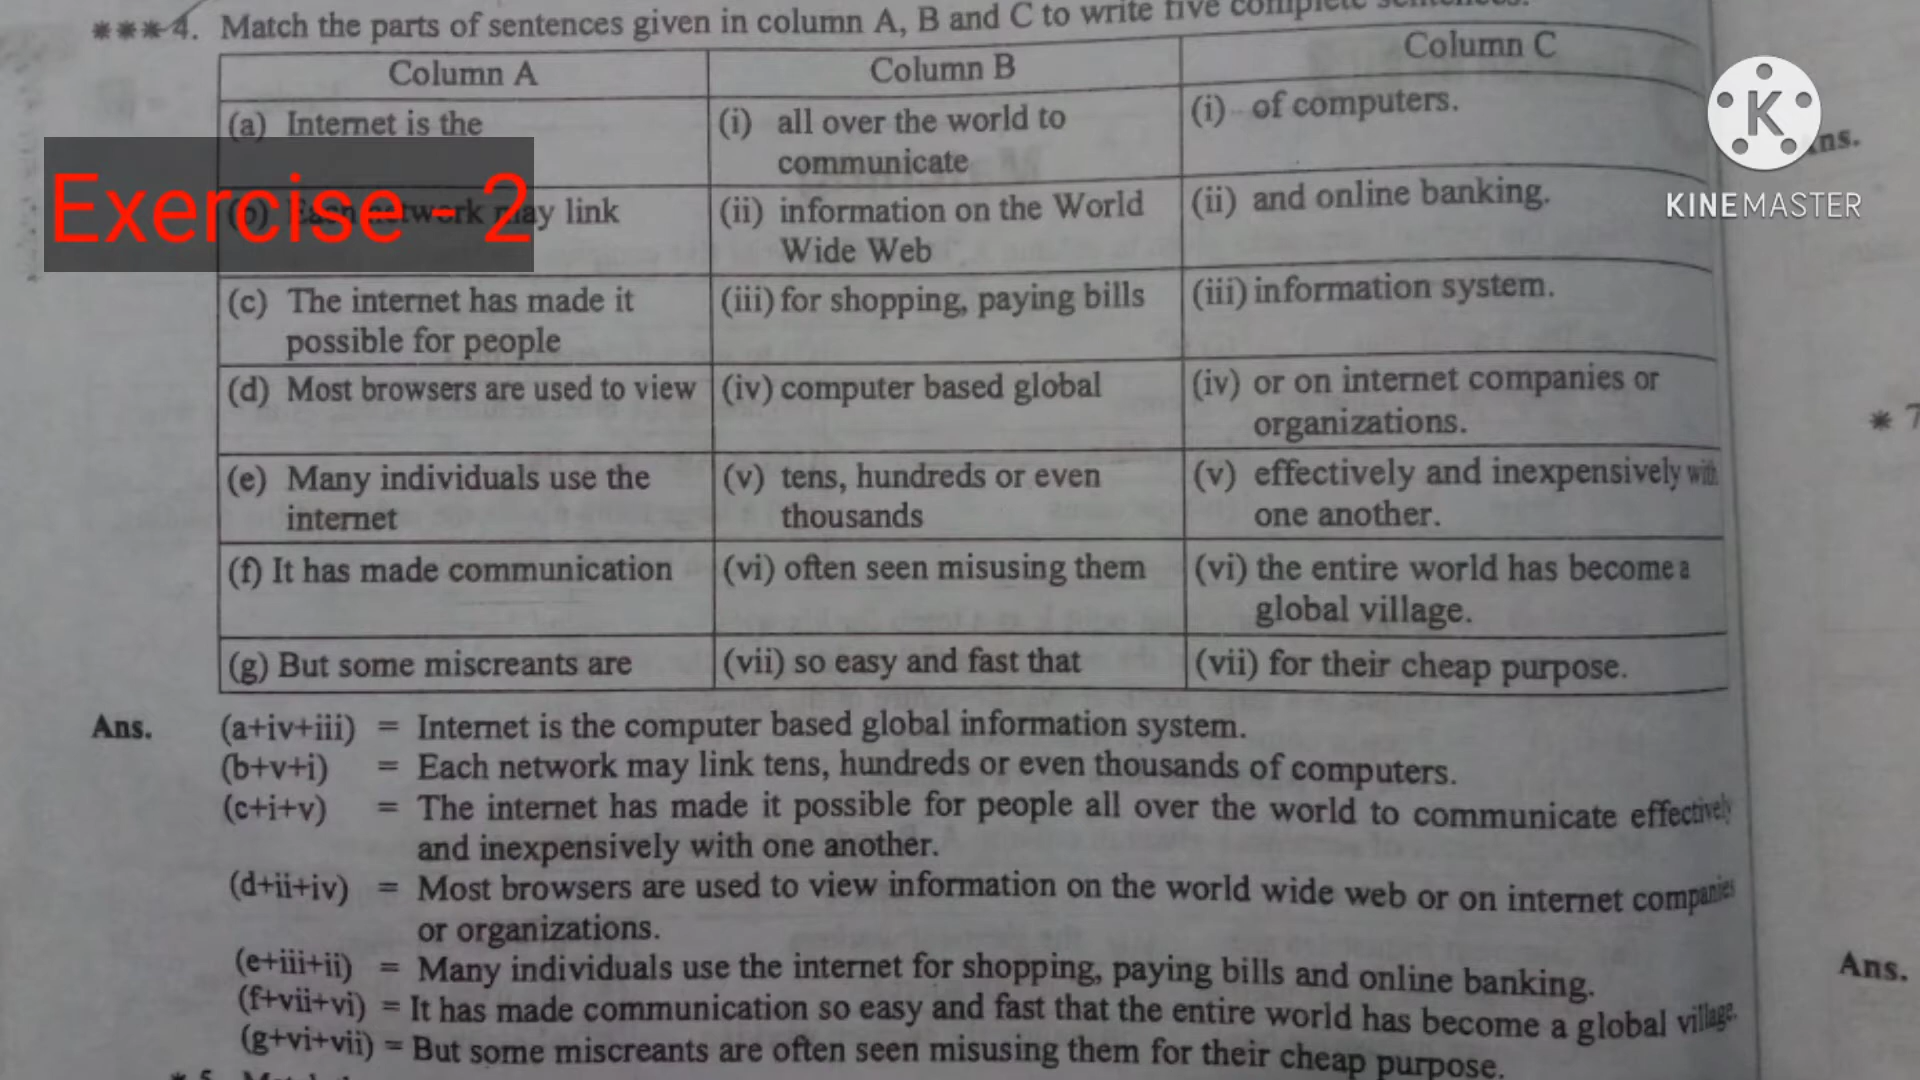 ***4. Match the parts of sentences given in column A, B and C to write five complete sentences.
Column A Column B Column C
(a) Internet is the (i) all over the world to communicate (i) of computers.
(b) Each network may link (ii) information on the World Wide Web (ii) and online banking.
(c) The internet has made it possible for people (iii) for shopping, paying bills (iii) information system.
(d) Most browsers are used to view (iv) computer based global (iv) or on internet companies or organizations.
(e) Many individuals use the internet (v) tens, hundreds or even thousands (v) effectively and inexpensively with one another.
(f) It has made communication (vi) often seen misusing them (vi) the entire world has become a global village.
(g) But some miscreants are (vii) so easy and fast that (vii) for their cheap purpose.
Exercise - 2
K
KINEMASTER
Ans.
* 7
Ans. (a+iv+iii) = Internet is the computer based global information system.
(b+v+i) = Each network may link tens, hundreds or even thousands of computers.
(c+i+v) = The internet has made it possible for people all over the world to communicate effectively
and inexpensively with one another.
(d+ii+iv) = Most browsers are used to view information on the world wide web or on internet companies
or organizations.
(e+iii+ii) = Many individuals use the internet for shopping, paying bills and online banking.
(f+vii+vi) = It has made communication so easy and fast that the entire world has become a global village.
(g+vi+vii) = But some miscreants are often seen misusing them for their cheap purpose.
Ans.
* 5.